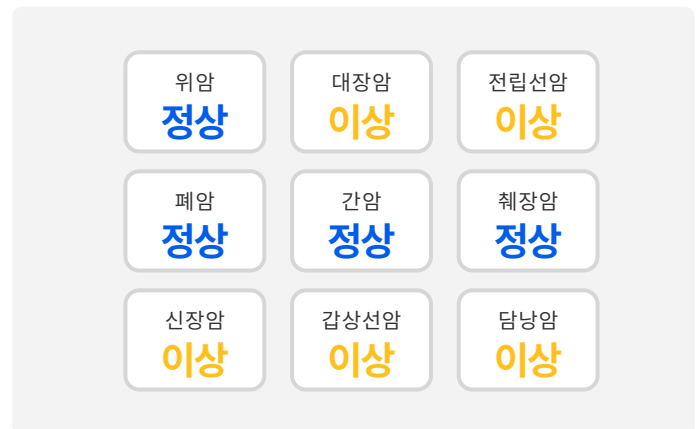 위암 대장암 전립선암
정상 이상 이상
폐암 간암 췌장암
정상 정상 정상
신장암 갑상선암 담낭암
이상 이상 이상